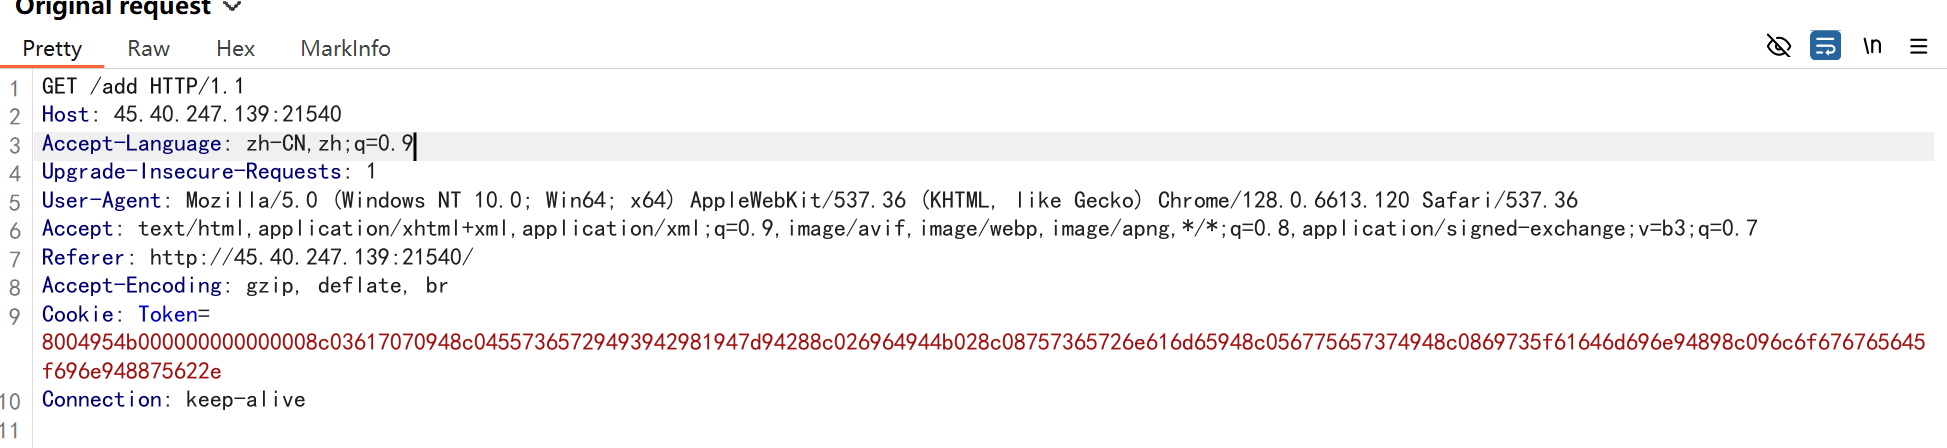 Original request
Pretty Raw Hex MarkInfo \n
1 GET /add HTTP/1.1
2 Host: 45.40.247.139:21540
3 Accept-Language: zh-CN,zh;q=0.9
4 Upgrade-Insecure-Requests: 1
5 User-Agent: Mozilla/5.0 (Windows NT 10.0; Win64; x64) AppleWebKit/537.36 (KHTML, like Gecko) Chrome/128.0.6613.120 Safari/537.36
6 Accept: text/html,application/xhtml+xml,application/xml;q=0.9,image/avif,image/webp,image/apng,*/*;q=0.8,application/signed-exchange;v=b3;q=0.7
7 Referer: http://45.40.247.139:21540/
8 Accept-Encoding: gzip, deflate, br
9 Cookie: Token=
8004954b000000000000008c03617070948c04557365729493942981947d94288c026964944b028c08757365726e616d65948c056775657374948c0869735f61646d696e94898c096c6f676765645
f696e948875622e
10 Connection: keep-alive
11